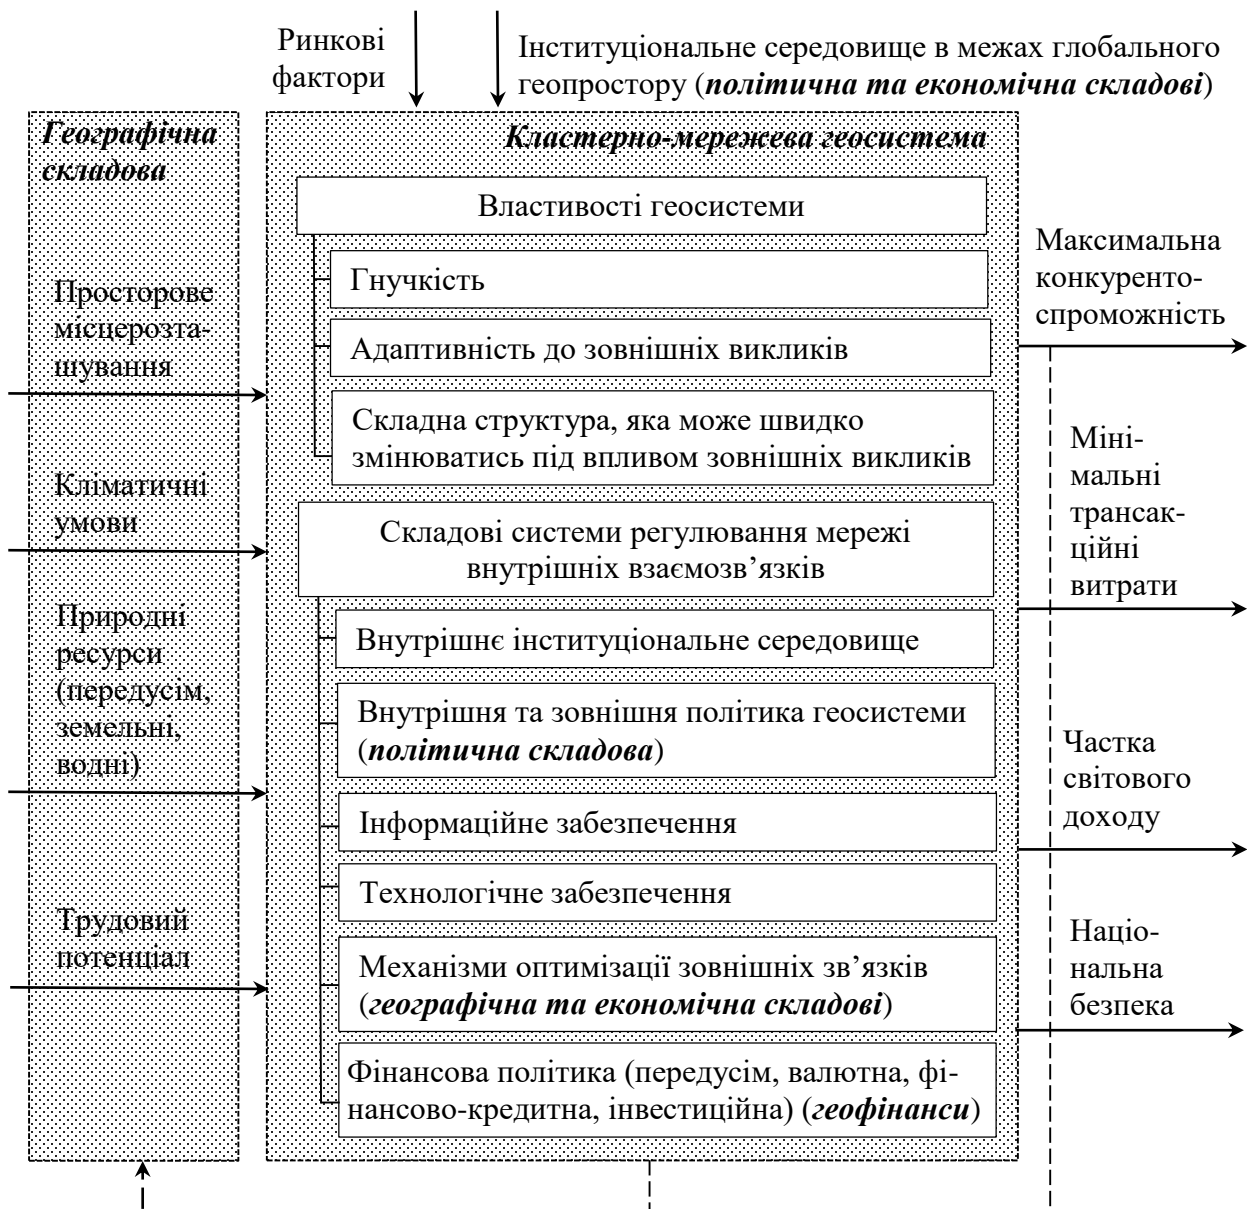 Ринкові
фактори
Інституціональне середовище в межах глобального
геопростору (політична та економічна складові)
Географічна
складова
Просторове
місцерозта-
шування
Кліматичні
умови
Природні
ресурси
(передусім,
земельні,
водні)
Трудовий
потенціал
Кластерно-мережева геосистема
Властивості геосистеми
Гнучкість
Адаптивність до зовнішніх викликів
Складна структура, яка може швидко
змінюватись під впливом зовнішніх викликів
Складові системи регулювання мережі
внутрішніх взаємозв’язків
Внутрішнє інституціональне середовище
Внутрішня та зовнішня політика геосистеми
(політична складова)
Інформаційне забезпечення
Технологічне забезпечення
Механізми оптимізації зовнішніх зв’язків
(географічна та економічна складові)
Фінансова політика (передусім, валютна, фі-
нансово-кредитна, інвестиційна) (геофінанси)
Максимальна
конкуренто-
спроможність
Міні-
мальні
трансак-
ційні
витрати
Частка
світового
доходу
Націо-
нальна
безпека